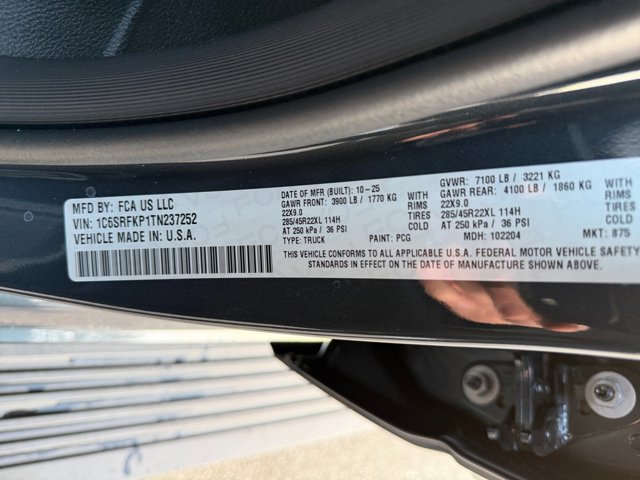 MFD BY: FCA US LLC
VIN: 1C6SRFKP1TN237252
VEHICLE MADE IN U.S.A.
DATE OF MFR (BUILT): 10-25
GAWR FRONT: 3900 LB / 1770 KG WITH
22X9.0 RIMS
285/45R22XL 114H TIRES
AT 250 kPa / 36 PSI COLD
TYPE: TRUCK PAINT: PCG
GVWR: 7100 LB / 3221 KG
GAWR REAR: 4100 LB / 1860 KG WITH
22X9.0 RIMS
285/45R22XL 114H TIRES
AT 250 kPa / 36 PSI COLD
MDH: 102204 MKT: 875
THIS VEHICLE CONFORMS TO ALL APPLICABLE U.S.A. FEDERAL MOTOR VEHICLE SAFETY
STANDARDS IN EFFECT ON THE DATE OF MANUFACTURE SHOWN ABOVE.